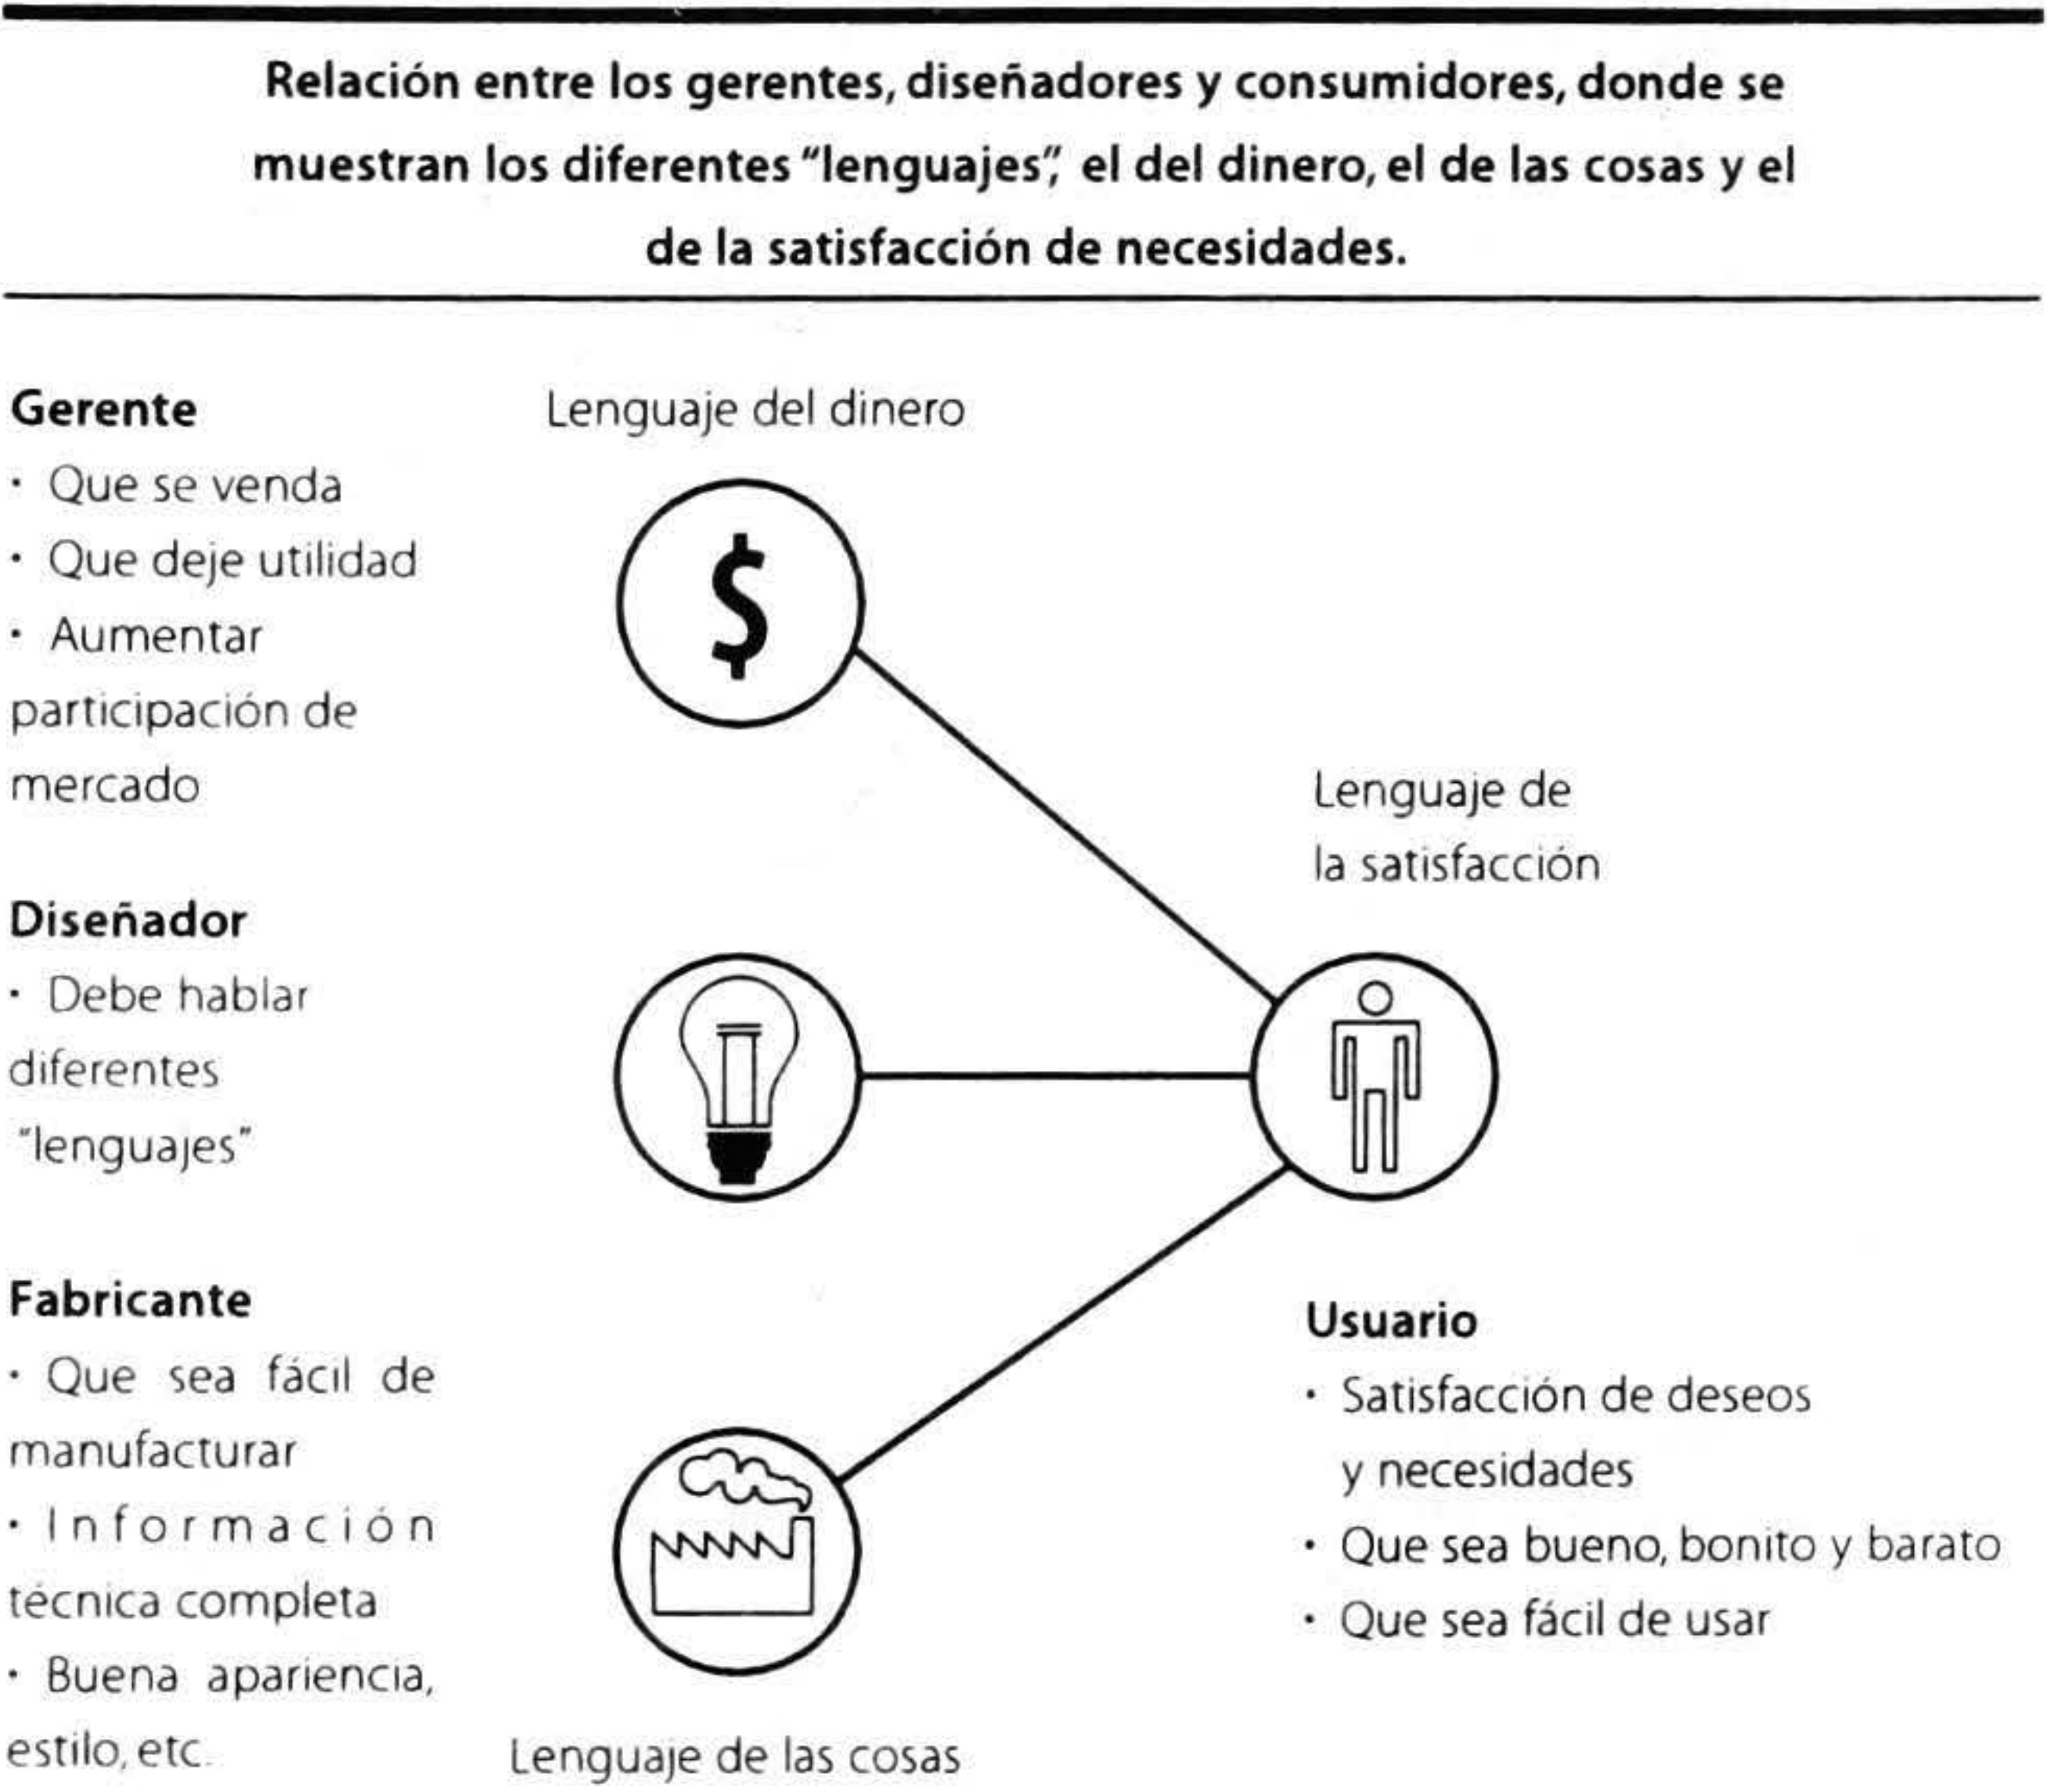 Relación entre los gerentes, diseñadores y consumidores, donde se
muestran los diferentes “lenguajes”, el del dinero, el de las cosas y el
de la satisfacción de necesidades.
Gerente
· Que se venda
· Que deje utilidad
· Aumentar
participación de
mercado
Lenguaje del dinero
$
Diseñador
· Debe hablar
diferentes
“lenguajes”
Lenguaje de
la satisfacción
Fabricante
· Que sea fácil de
manufacturar
· Información
técnica completa
· Buena apariencia,
estilo, etc.
Lenguaje de las cosas
Usuario
· Satisfacción de deseos
y necesidades
· Que sea bueno, bonito y barato
· Que sea fácil de usar